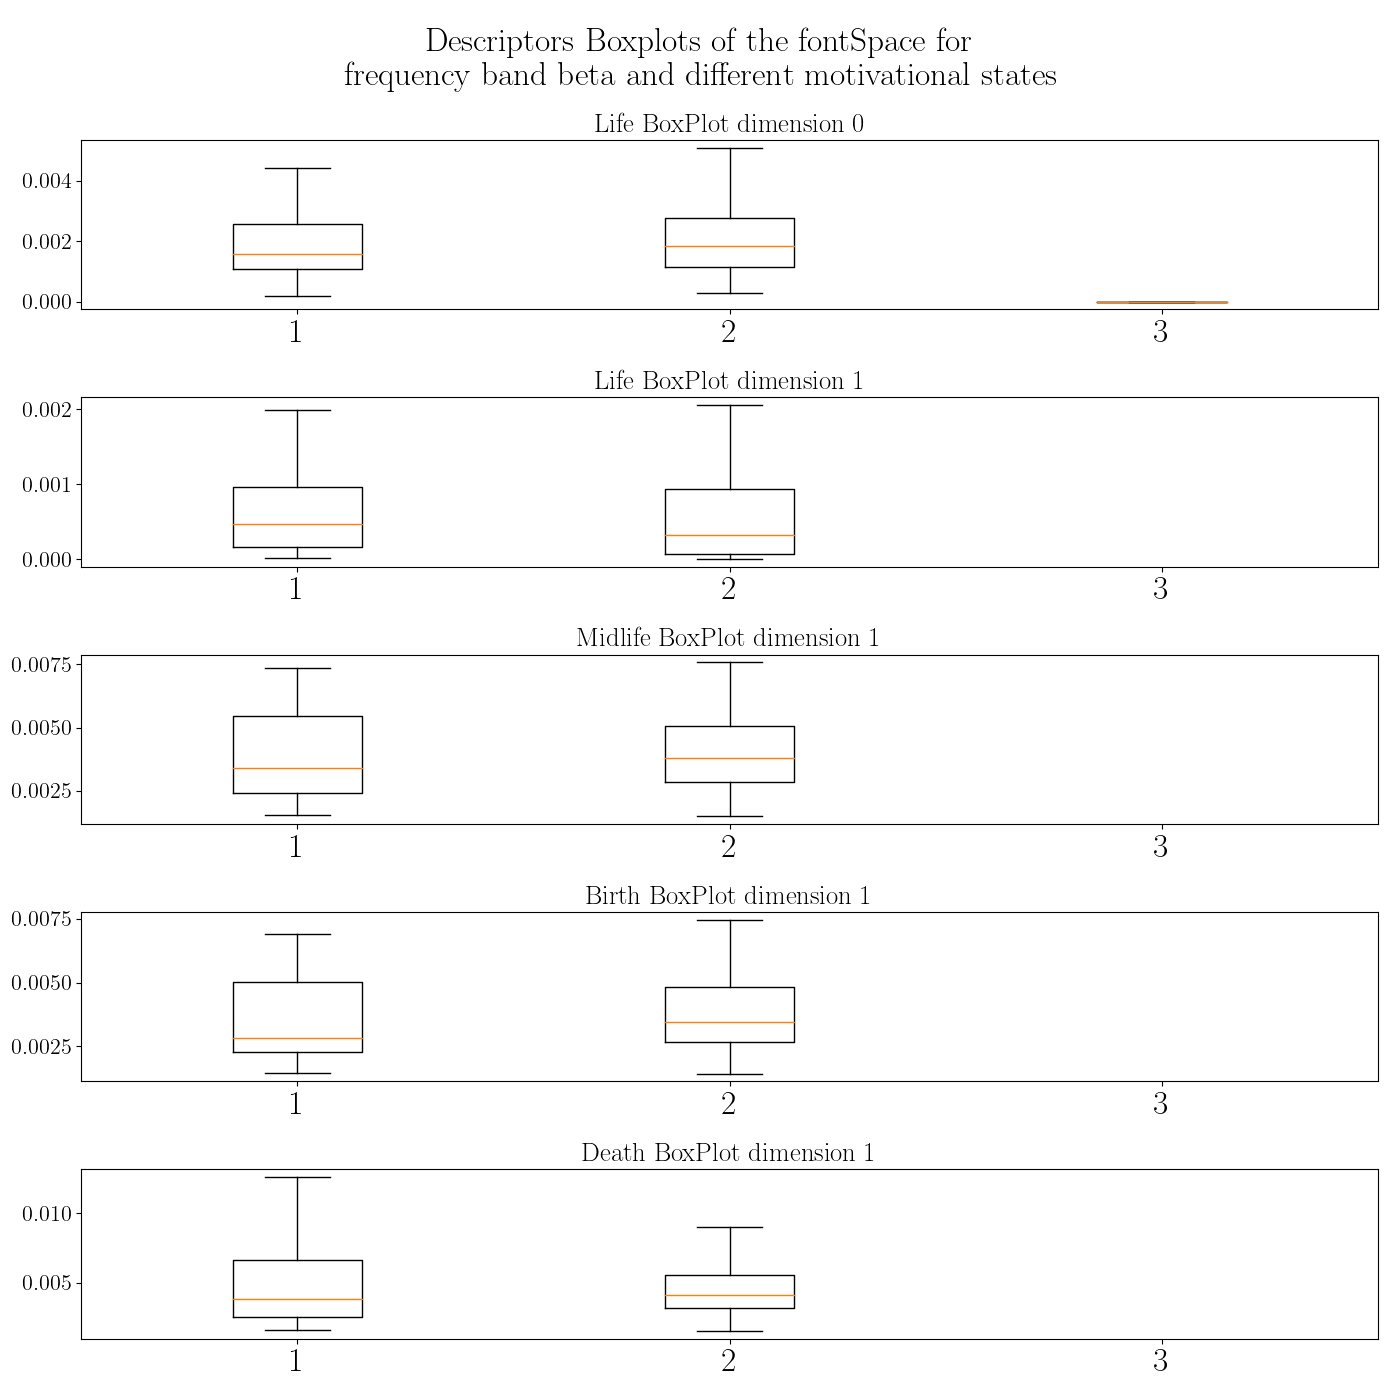 Descriptors Boxplots of the fontSpace for
frequency band beta and different motivational states
Life BoxPlot dimension 0
0.004
0.002
0.000
1 2 3
Life BoxPlot dimension 1
0.002
0.001
0.000
1 2 3
Midlife BoxPlot dimension 1
0.0075
0.0050
0.0025
1 2 3
Birth BoxPlot dimension 1
0.0075
0.0050
0.0025
1 2 3
Death BoxPlot dimension 1
0.010
0.005
1 2 3